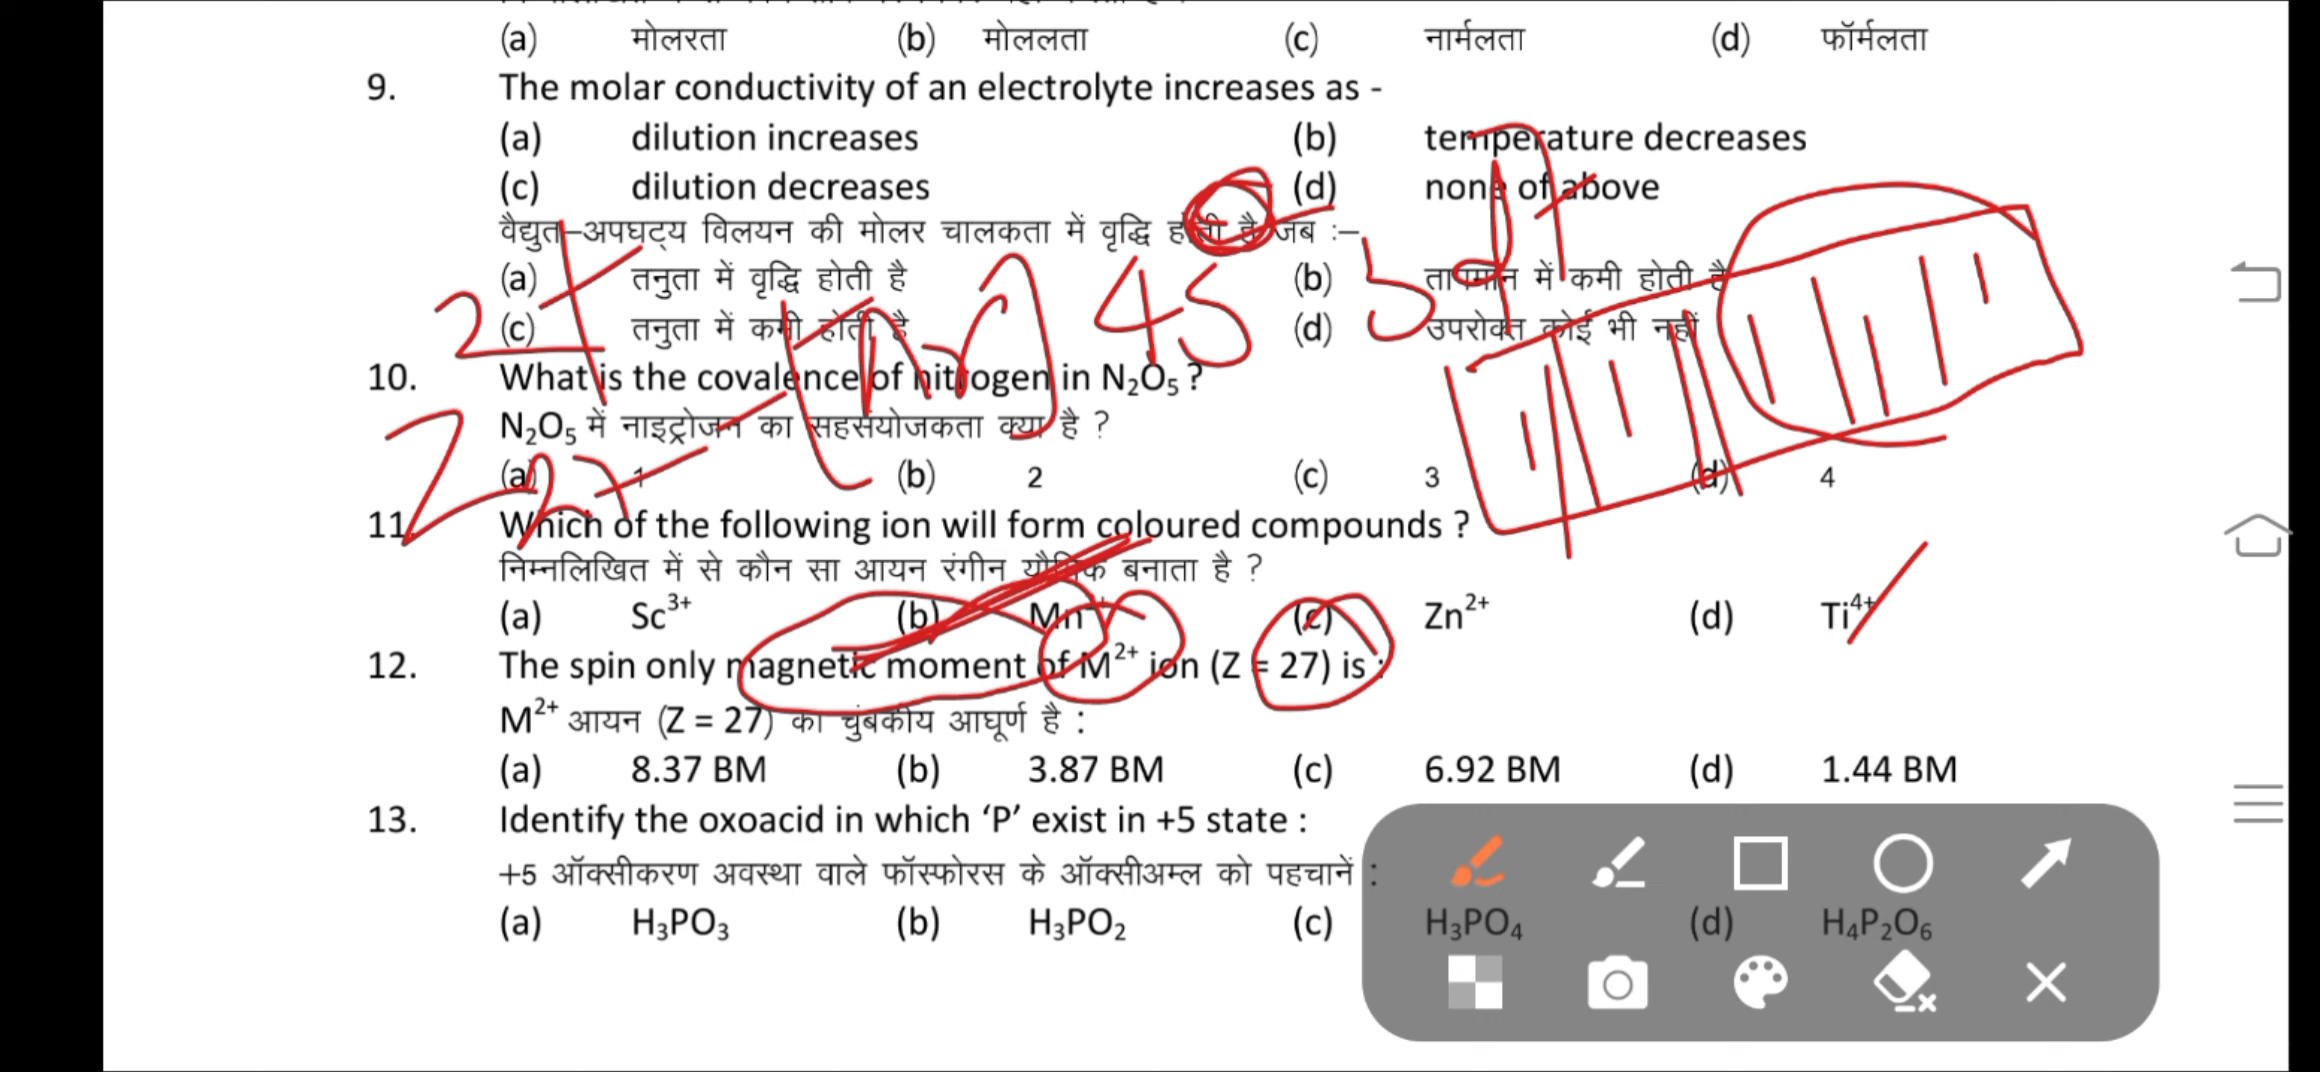 (a) मोलरता (b) मोललता (c) नार्मलता (d) फॉर्मलता
9. The molar conductivity of an electrolyte increases as -
(a) dilution increases (b) temperature decreases
(c) dilution decreases (d) none of above
वैद्युत–अपघट्य विलयन की मोलर चालकता में वृद्धि होती है जब :–
(a) तनुता में वृद्धि होती है (b) तापमान में कमी होती है
(c) तनुता में कमी होती है (d) उपरोक्त कोई भी नहीं
10. What is the covalence of nitrogen in N₂O₅ ?
N₂O₅ में नाइट्रोजन का सहसंयोजकता क्या है ?
(a) 1 (b) 2 (c) 3 (d) 4
11. Which of the following ion will form coloured compounds ?
निम्नलिखित में से कौन सा आयन रंगीन यौगिक बनाता है ?
(a) Sc³⁺ (b) Mn (c) Zn²⁺ (d) Ti⁴⁺
12. The spin only magnetic moment of M²⁺ ion (Z = 27) is :
M²⁺ आयन (Z = 27) का चुंबकीय आघूर्ण है :
(a) 8.37 BM (b) 3.87 BM (c) 6.92 BM (d) 1.44 BM
13. Identify the oxoacid in which ‘P’ exist in +5 state :
+5 ऑक्सीकरण अवस्था वाले फॉस्फोरस के ऑक्सीअम्ल को पहचानें :
(a) H₃PO₃ (b) H₃PO₂ (c) H₃PO₄ (d) H₄P₂O₆